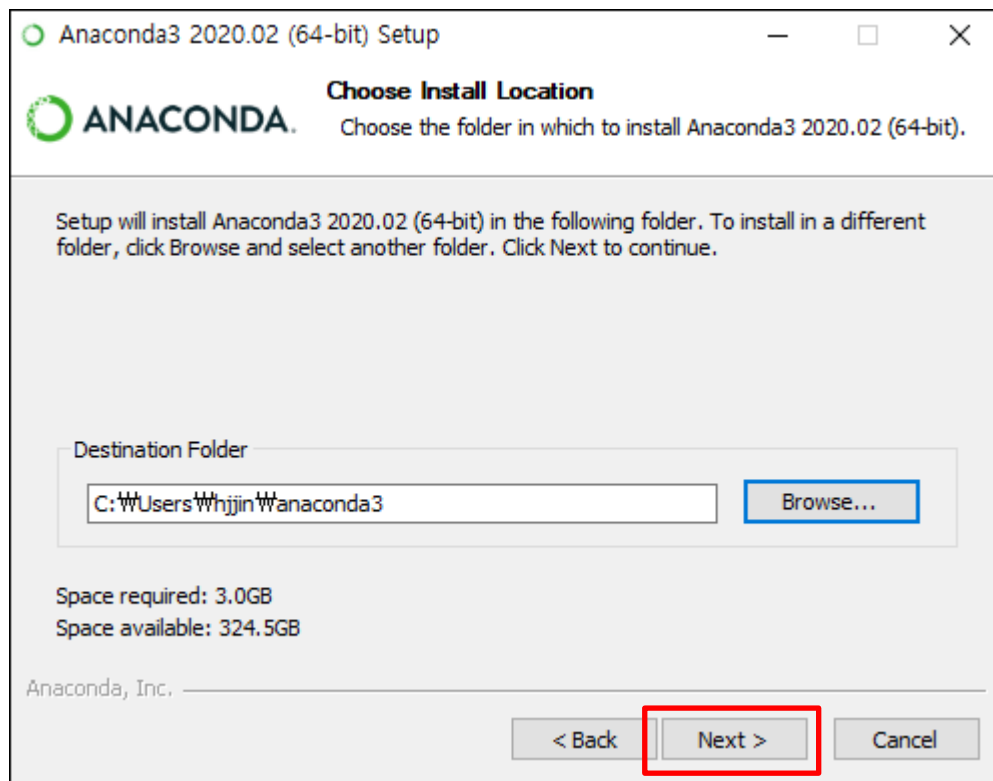 Anaconda3 2020.02 (64-bit) Setup
ANACONDA.
Choose Install Location
Choose the folder in which to install Anaconda3 2020.02 (64-bit).
Setup will install Anaconda3 2020.02 (64-bit) in the following folder. To install in a different
folder, click Browse and select another folder. Click Next to continue.
Destination Folder
C:₩Users₩hjjin₩anaconda3
Browse...
Space required: 3.0GB
Space available: 324.5GB
Anaconda, Inc.
< Back
Next >
Cancel